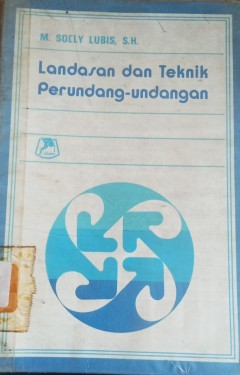 M. SOLLY LUBIS, S.H.
Landasan dan Teknik
Perundang-undangan